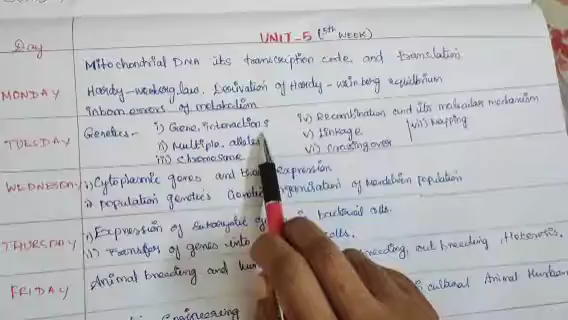 Day
UNIT-5 (5th WEEK)
Mitochondrial DNA its transcription code, and translation
MONDAY
Hardy-weinberg law. Derivation of Hardy-weinberg equilibrium
inborn errors of metabolism
TUESDAY
Genetics - i) Gene, interactions
ii) Multiple, alleles
iii) Chromosome
iv) Recombination and its molecular mechanism
v) Linkage
vi) Crossing over
vii) Mapping
WEDNESDAY
i) Cytoplasmic genes and their expression
ii) population genetics organisation of Mendelian population
THURSDAY
i) Expression of Eukaryotic bacterial cells.
ii) Transfer of genes into cells.
FRIDAY
Animal breeding and breeding, out breeding, Heterosis.
cultural Animal
Engineering